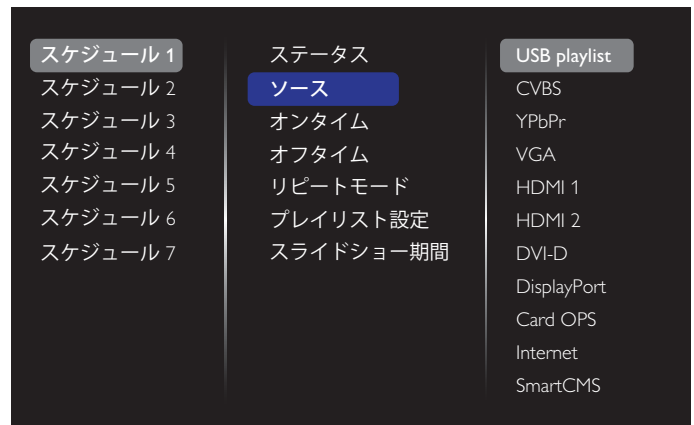 スケジュール 1
スケジュール 2
スケジュール 3
スケジュール 4
スケジュール 5
スケジュール 6
スケジュール 7
ステータス
ソース
オンタイム
オフタイム
リピートモード
プレイリスト設定
スライドショー期間
USB playlist
CVBS
YPbPr
VGA
HDMI 1
HDMI 2
DVI-D
DisplayPort
Card OPS
Internet
SmartCMS